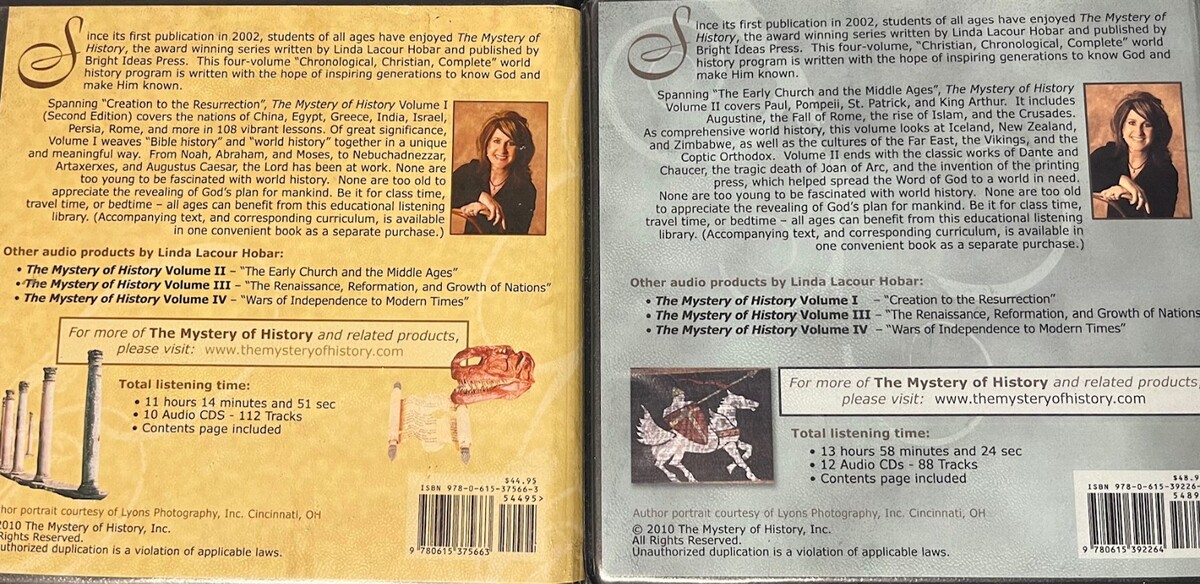 Since its first publication in 2002, students of all ages have enjoyed The Mystery of
History, the award winning series written by Linda Lacour Hobar and published by
Bright Ideas Press. This four-volume "Chronological, Christian, Complete" world
history program is written with the hope of inspiring generations to know God and
make Him known.
Spanning "Creation to the Resurrection", The Mystery of History Volume I
(Second Edition) covers the nations of China, Egypt, Greece, India, Israel,
Persia, Rome, and more in 108 vibrant lessons. Of great significance,
Volume I weaves "Bible history" and "world history" together in a unique
and meaningful way. From Noah, Abraham, and Moses, to Nebuchadnezzar,
Artaxerxes, and Augustus Caesar, the Lord has been at work. None are
too young to be fascinated with world history. None are too old to
appreciate the revealing of God's plan for mankind. Be it for class time,
travel time, or bedtime – all ages can benefit from this educational listening
library. (Accompanying text, and corresponding curriculum, is available
in one convenient book as a separate purchase.)
Other audio products by Linda Lacour Hobar:
• The Mystery of History Volume II – "The Early Church and the Middle Ages"
• The Mystery of History Volume III – "The Renaissance, Reformation, and Growth of Nations"
• The Mystery of History Volume IV – "Wars of Independence to Modern Times"
For more of The Mystery of History and related products,
please visit: www.themysteryofhistory.com
Total listening time:
• 11 hours 14 minutes and 51 sec
• 10 Audio CDS - 112 Tracks
• Contents page included
$44.95
ISBN 978-0-615-37566-3
54495>
9 780615 375663
hor portrait courtesy of Lyons Photography, Inc. Cincinnati, OH
2010 The Mystery of History, Inc.
Rights Reserved.
uthorized duplication is a violation of applicable laws.
Since its first publication in 2002, students of all ages have enjoyed The Mystery of
History, the award winning series written by Linda Lacour Hobar and published by
Bright Ideas Press. This four-volume, "Christian, Chronological, Complete" world
history program is written with the hope of inspiring generations to know God and
make Him known.
Spanning "The Early Church and the Middle Ages", The Mystery of History
Volume II covers Paul, Pompeii, St. Patrick, and King Arthur. It includes
Augustine, the Fall of Rome, the rise of Islam, and the Crusades.
As comprehensive world history, this volume looks at Iceland, New Zealand,
and Zimbabwe, as well as the cultures of the Far East, the Vikings, and the
Coptic Orthodox. Volume II ends with the classic works of Dante and
Chaucer, the tragic death of Joan of Arc, and the invention of the printing
press, which helped spread the Word of God to a world in need.
None are too young to be fascinated with world history. None are too old
to appreciate the revealing of God's plan for mankind. Be it for class time,
travel time, or bedtime – all ages can benefit from this educational listening
library. (Accompanying text, and corresponding curriculum, is available in
one convenient book as a separate purchase.)
Other audio products by Linda Lacour Hobar:
• The Mystery of History Volume I – "Creation to the Resurrection"
• The Mystery of History Volume III – "The Renaissance, Reformation, and Growth of Nations
• The Mystery of History Volume IV – "Wars of Independence to Modern Times"
For more of The Mystery of History and related products
please visit: www.themysteryofhistory.com
Total listening time:
• 13 hours 58 minutes and 24 sec
• 12 Audio CDs - 88 Tracks
• Contents page included
$48.9
ISBN 978-0-615-39226-
5489
9 780615 392264
Author portrait courtesy of Lyons Photography, Inc. Cincinnati, OH
© 2010 The Mystery of History, Inc.
All Rights Reserved.
Unauthorized duplication is a violation of applicable laws.